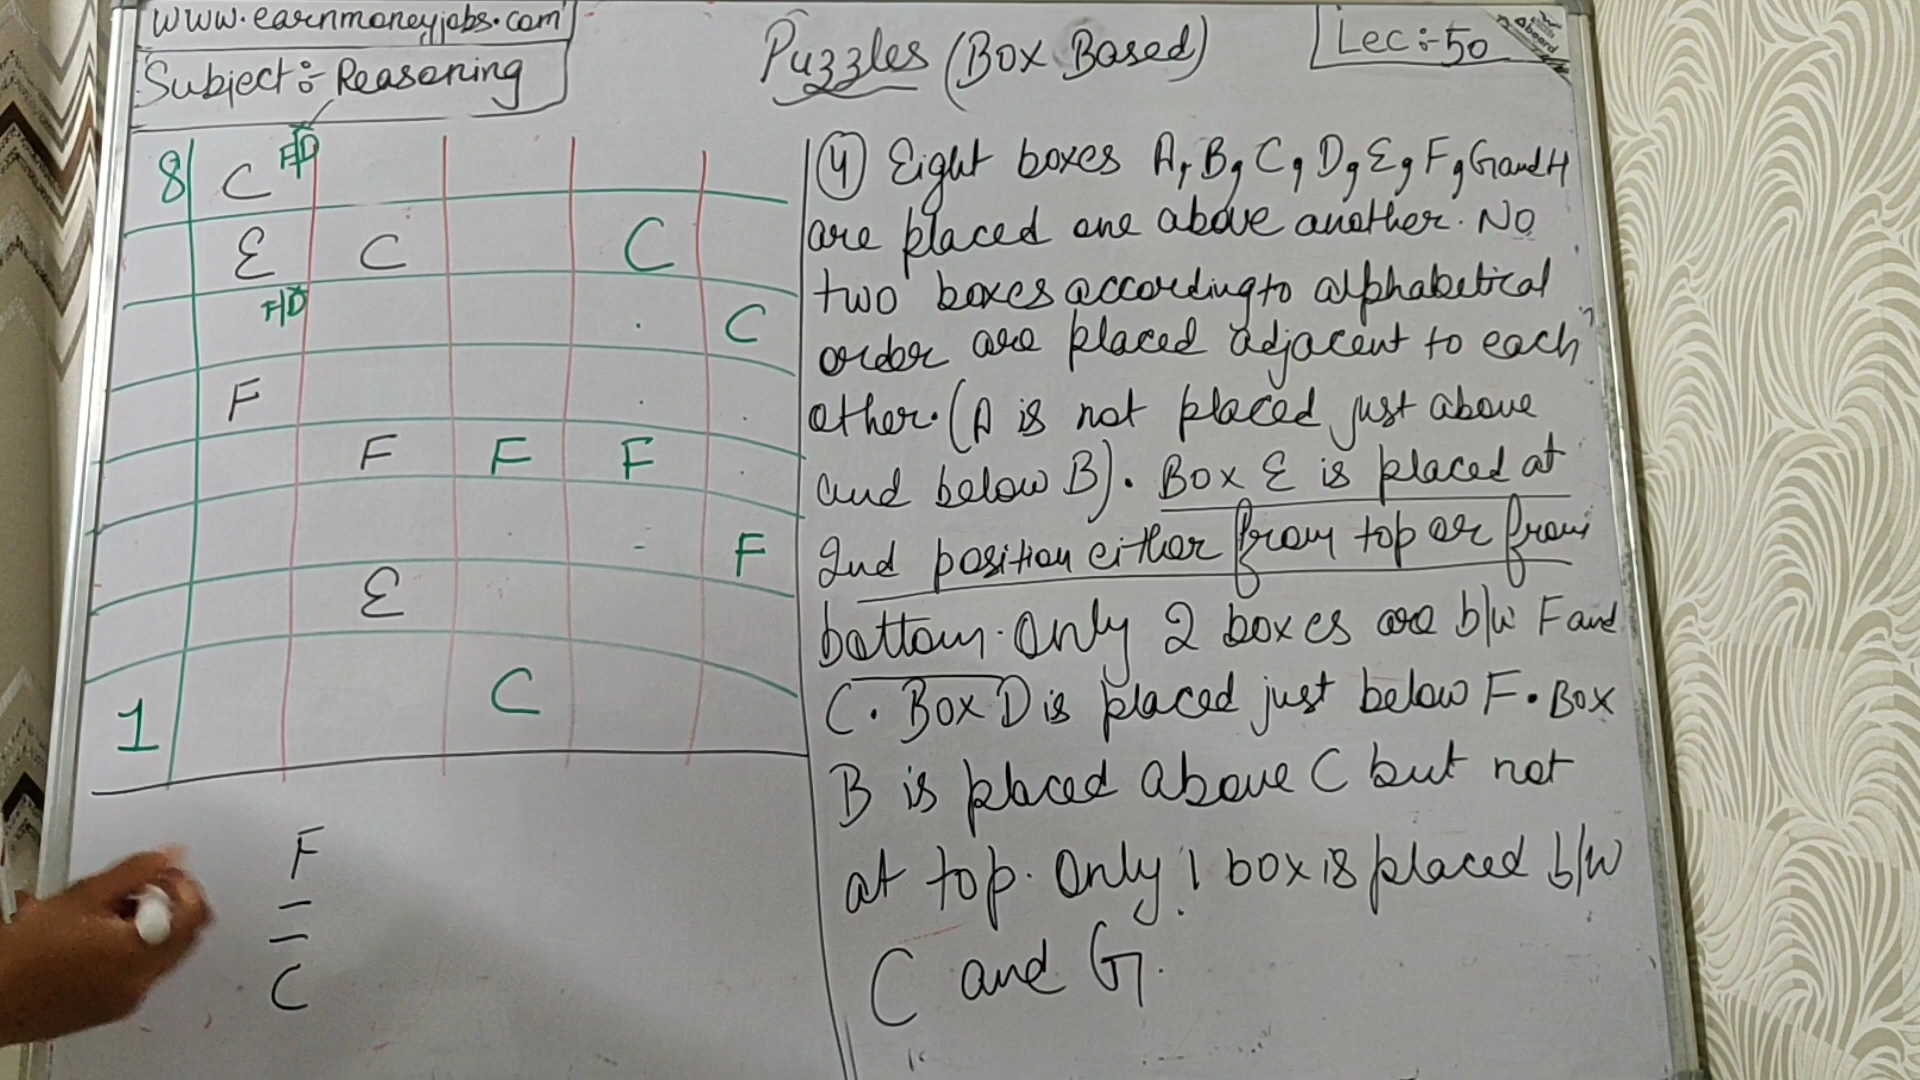 www.earnmoneyjobs.com
Subject:- Reasoning
Puzzles (Box Based)
Lec:-50
8 C F/D
E C C
F/D C
F
F F F
F
E
1 C
F
C
(4) Eight boxes A, B, C, D, E, F, G and H
are placed one above another. No
two boxes according to alphabetical
order are placed adjacent to each
other. (A is not placed just above
and below B). Box E is placed at
2nd position either from top or from
bottom. Only 2 boxes are b/w F and
C. Box D is placed just below F. Box
B is placed above C but not
at top. Only 1 box is placed b/w
C and G.